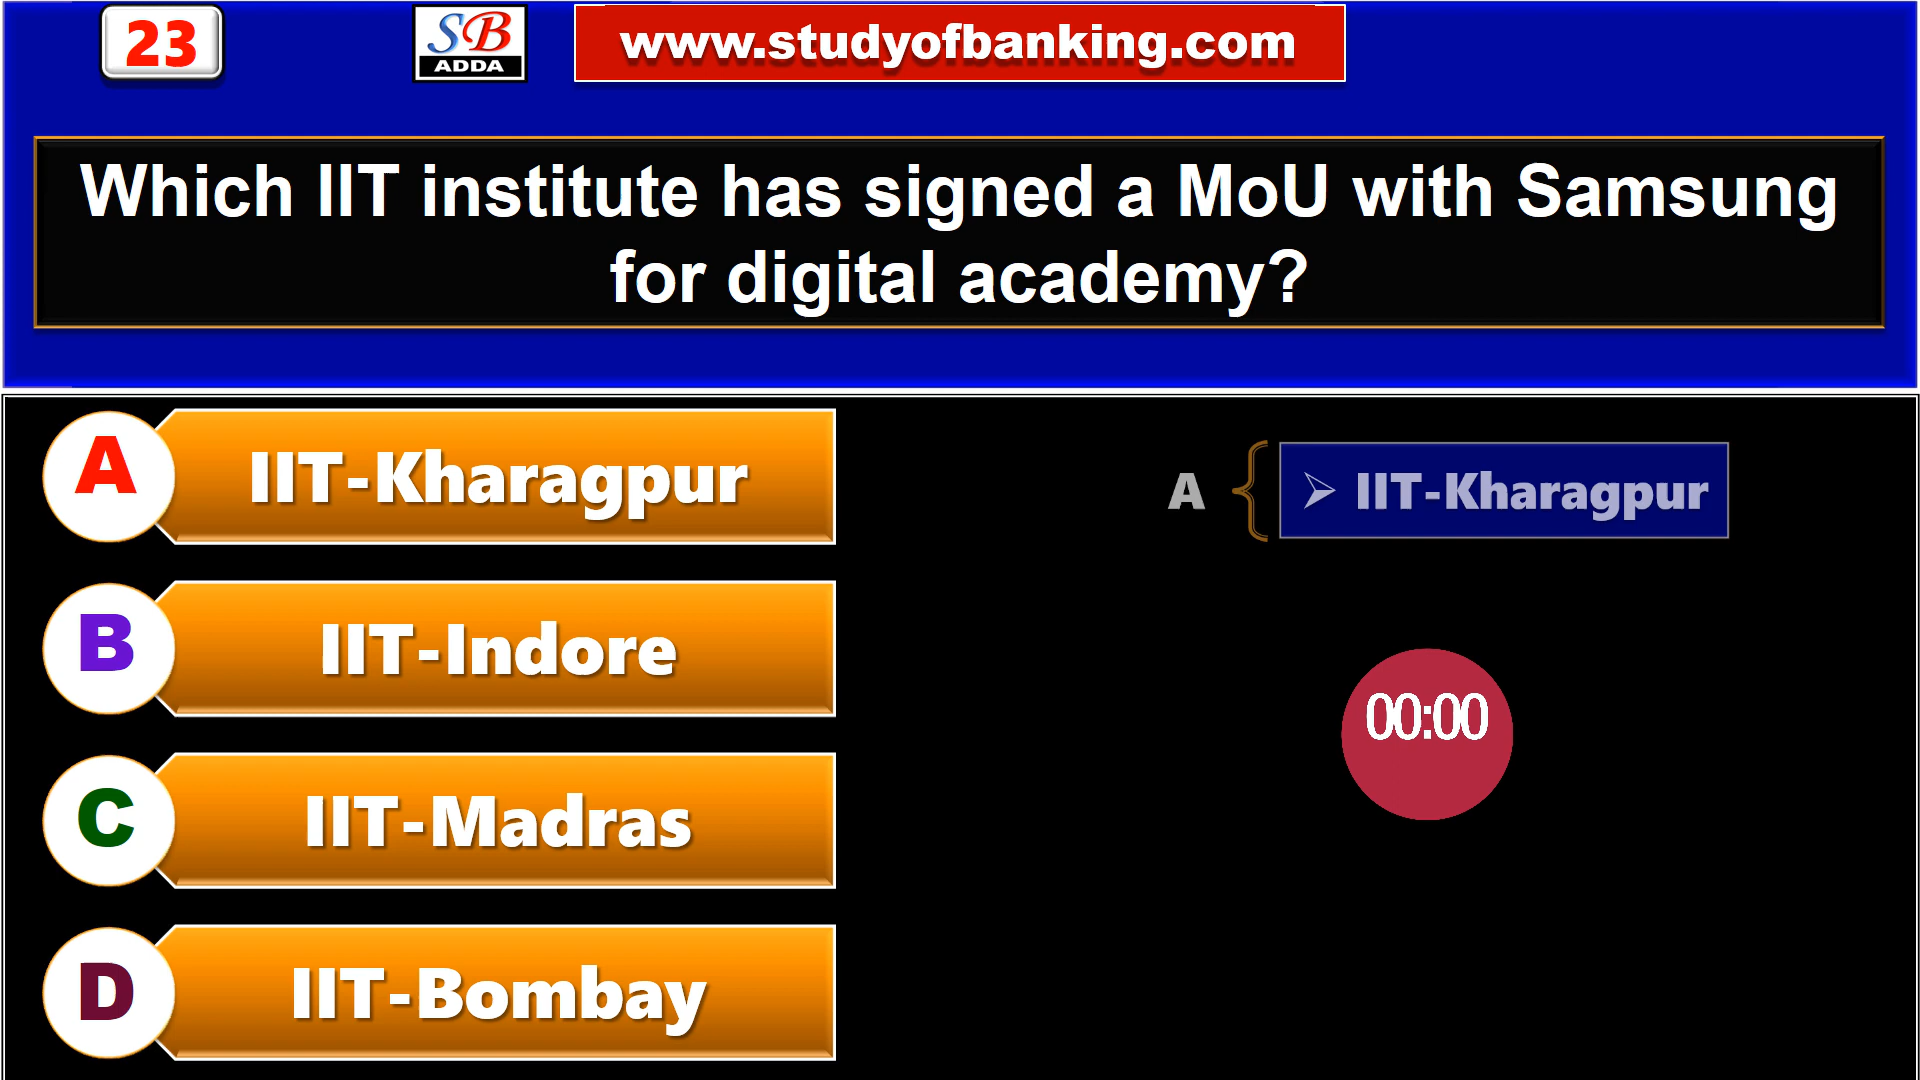 23
SB
ADDA
www.studyofbanking.com
Which IIT institute has signed a MoU with Samsung
for digital academy?
A
IIT-Kharagpur
A
IIT-Kharagpur
B
IIT-Indore
00:00
C
IIT-Madras
D
IIT-Bombay